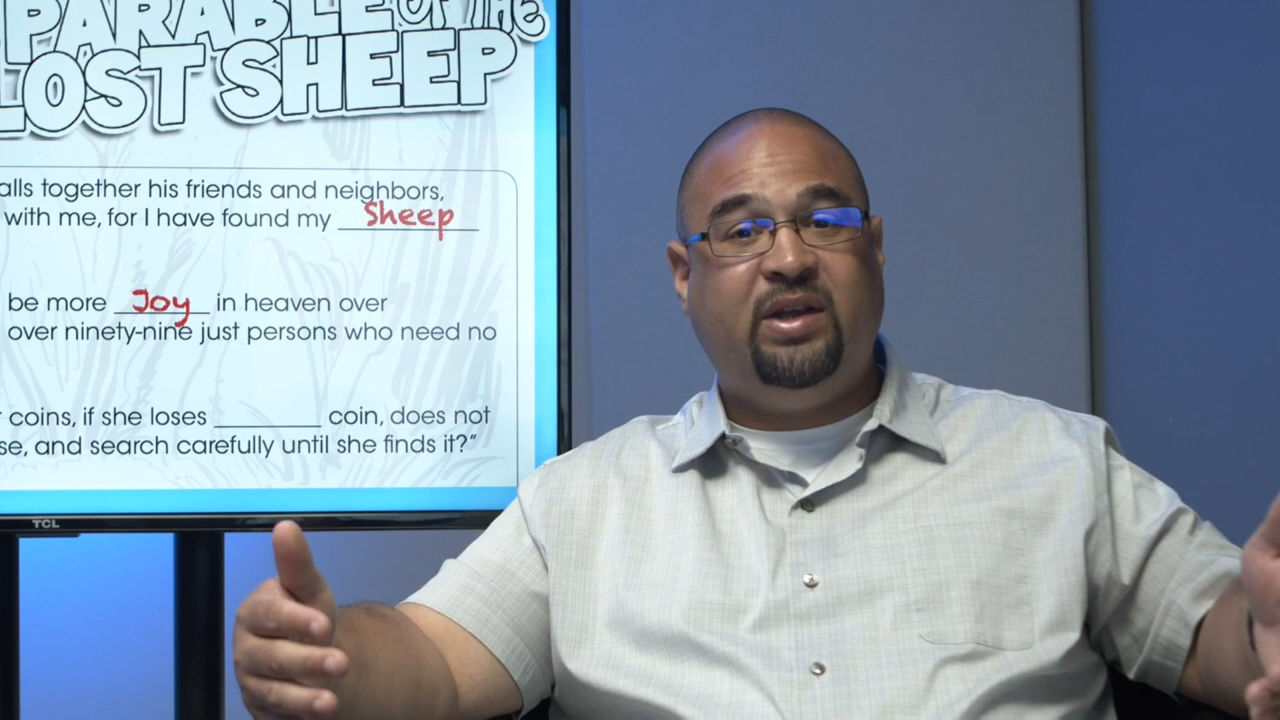 PARABLE OF THE
LOST SHEEP
alls together his friends and neighbors,
with me, for I have found my Sheep
be more Joy in heaven over
over ninety-nine just persons who need no
coins, if she loses ______ coin, does not
se, and search carefully until she finds it?"
TCL